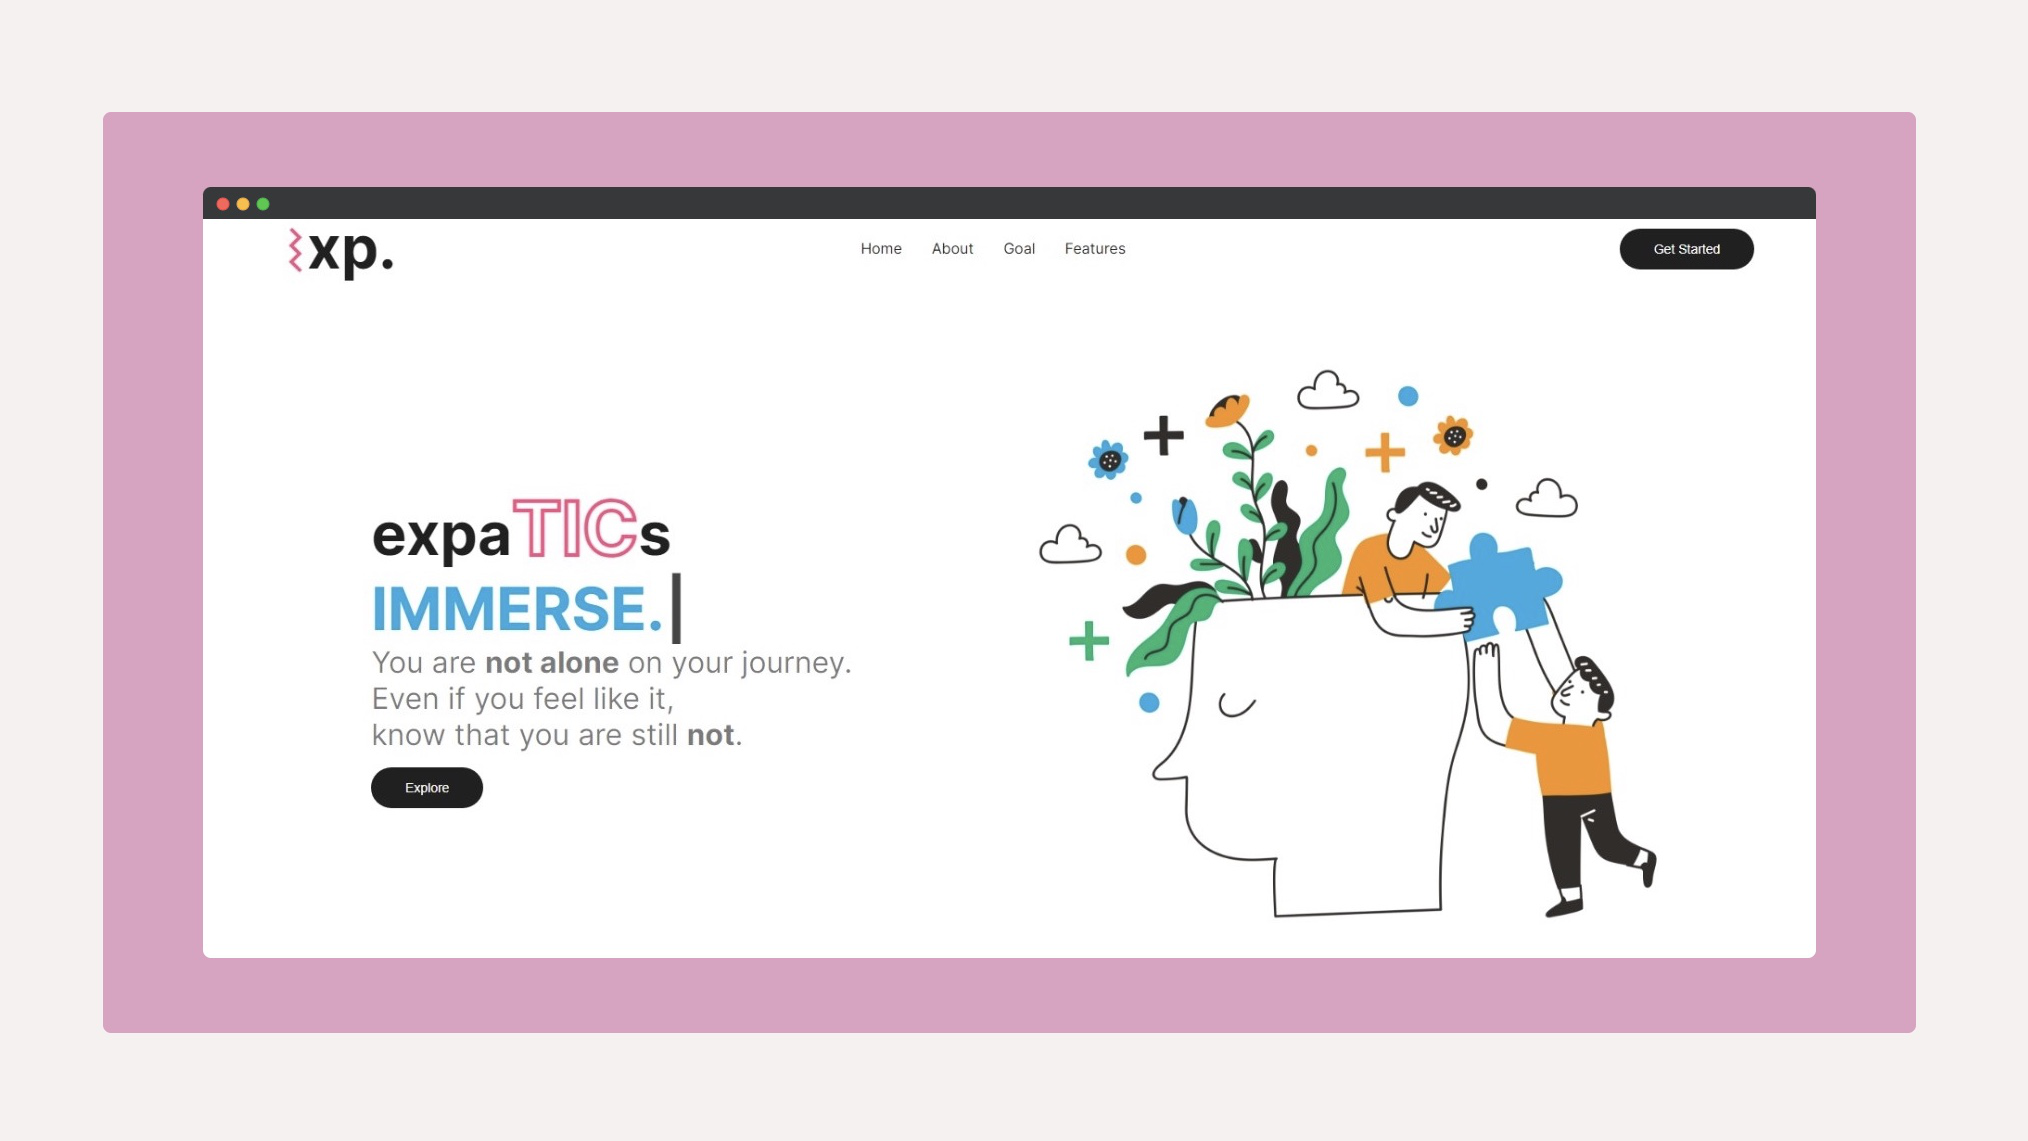 xp.
Home About Goal Features
Get Started
expaTICs
IMMERSE.
You are not alone on your journey.
Even if you feel like it,
know that you are still not.
Explore